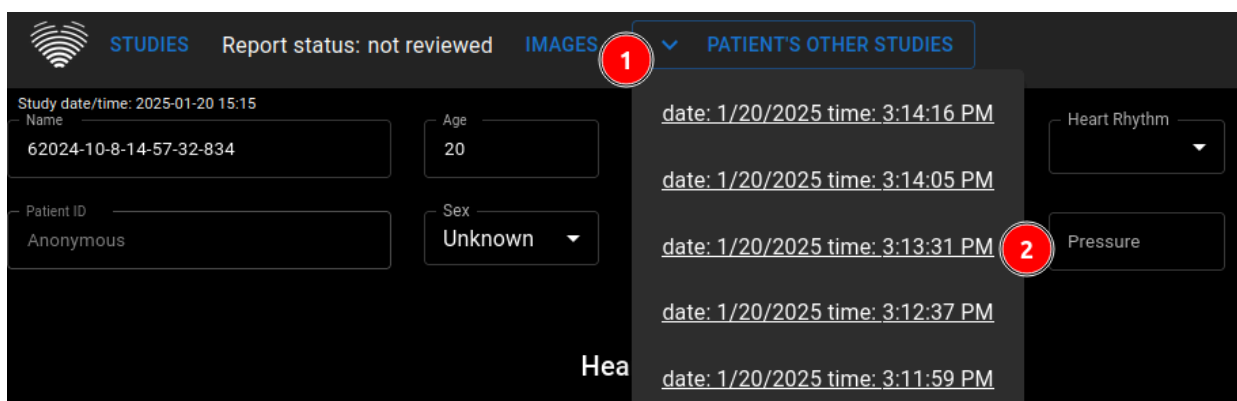 STUDIES Report status: not reviewed IMAGES 1 PATIENT'S OTHER STUDIES
Study date/time: 2025-01-20 15:15
Name Age Heart Rhythm
62024-10-8-14-57-32-834 20
date: 1/20/2025 time: 3:14:16 PM
date: 1/20/2025 time: 3:14:05 PM
Patient ID Sex
Anonymous Unknown
date: 1/20/2025 time: 3:13:31 PM 2 Pressure
date: 1/20/2025 time: 3:12:37 PM
Hea
date: 1/20/2025 time: 3:11:59 PM